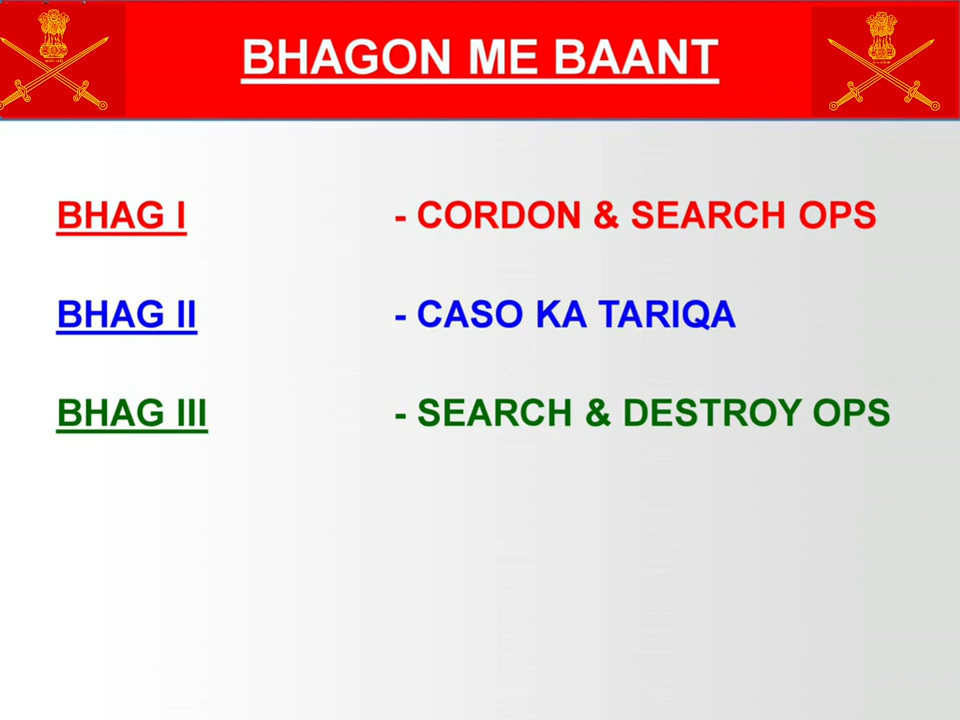 BHAGON ME BAANT
BHAG I - CORDON & SEARCH OPS
BHAG II - CASO KA TARIQA
BHAG III - SEARCH & DESTROY OPS